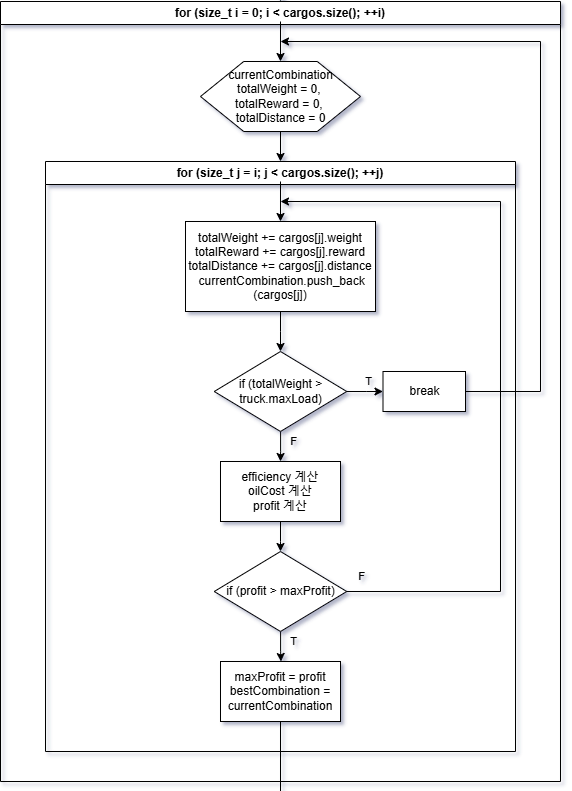 for (size_t i = 0; i < cargos.size(); ++i)
currentCombination
totalWeight = 0,
totalReward = 0,
totalDistance = 0
for (size_t j = i; j < cargos.size(); ++j)
totalWeight += cargos[j].weight
totalReward += cargos[j].reward
totalDistance += cargos[j].distance
currentCombination.push_back
(cargos[j])
if (totalWeight >
truck.maxLoad)
T
break
F
efficiency 계산
oilCost 계산
profit 계산
if (profit > maxProfit)
F
T
maxProfit = profit
bestCombination =
currentCombination